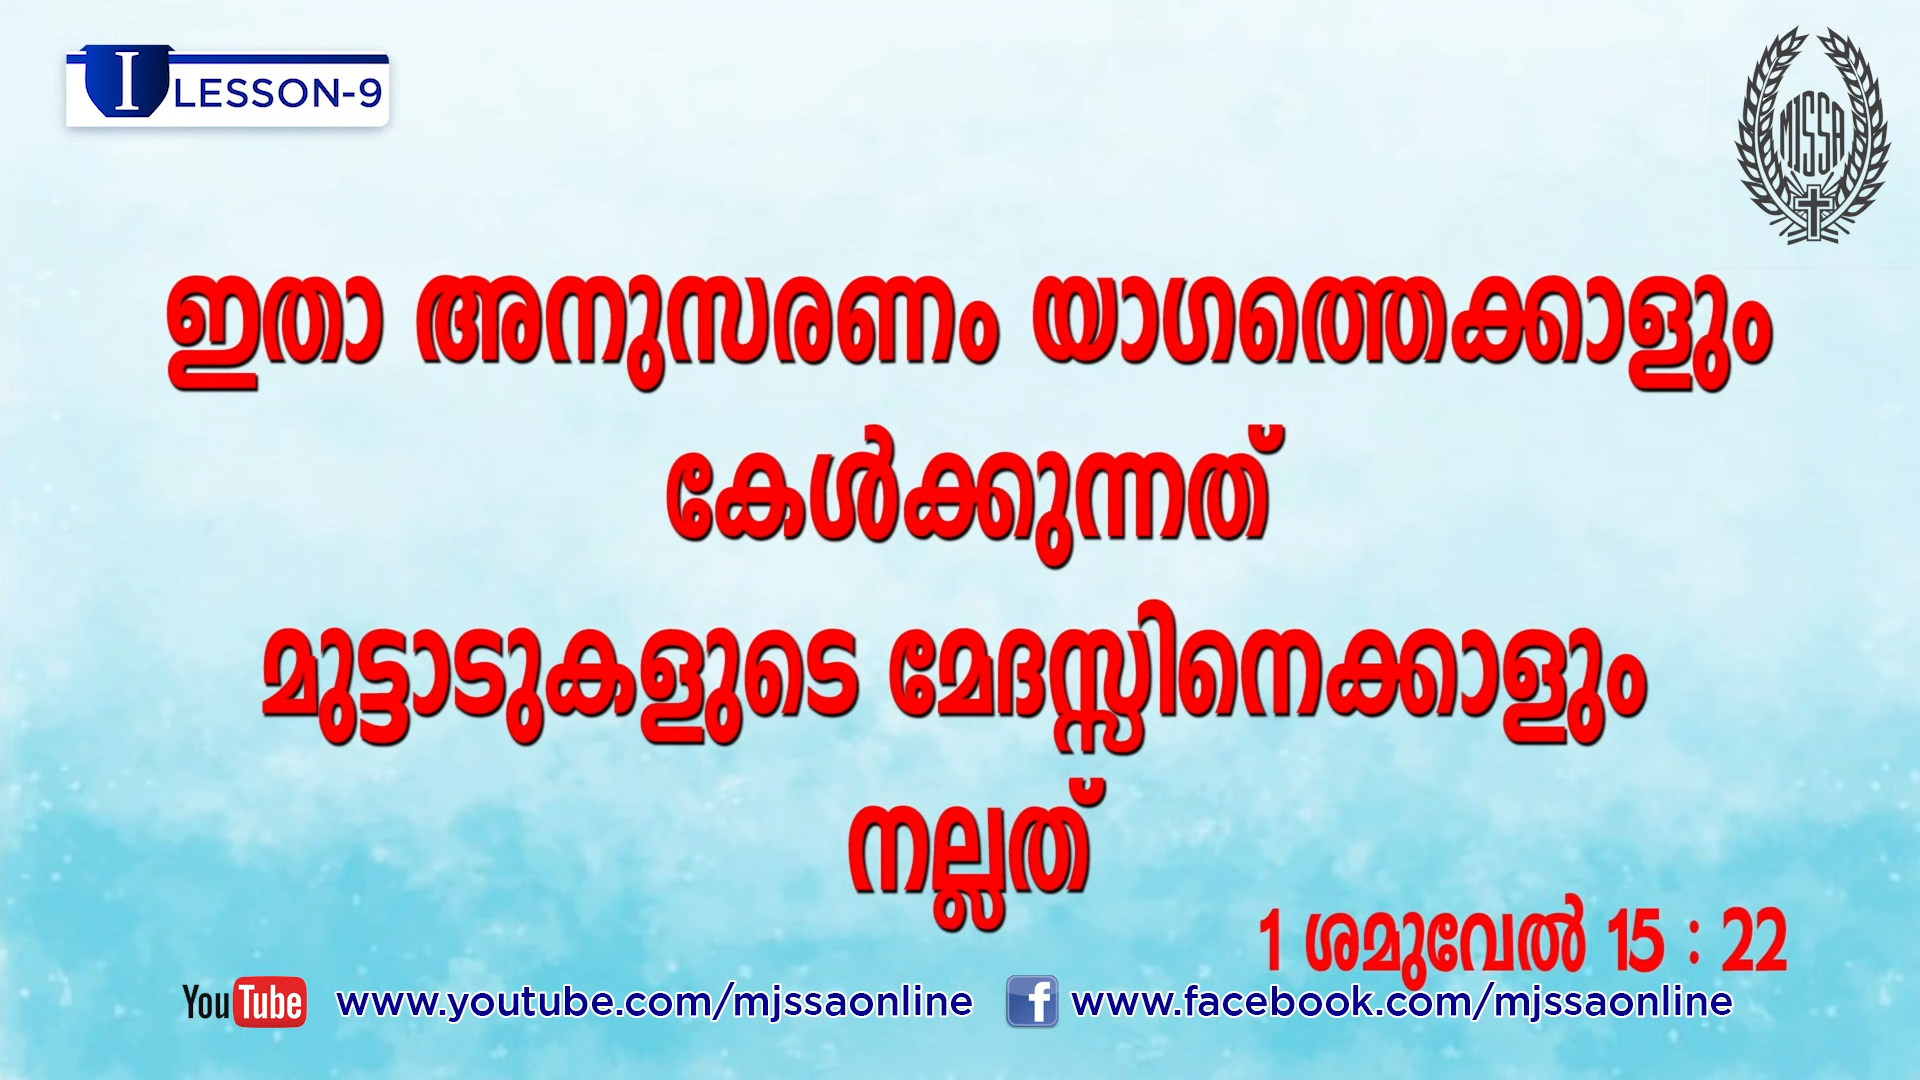 I LESSON-9
MJSSA
ഇതാ അനുസരണം യാഗത്തെക്കാളും
കേൾക്കുന്നത്
മുട്ടാടുകളുടെ മേദസ്സിനെക്കാളും
നല്ലത്
1 ശമുവേൽ 15 : 22
YouTube www.youtube.com/mjssaonline f www.facebook.com/mjssaonline